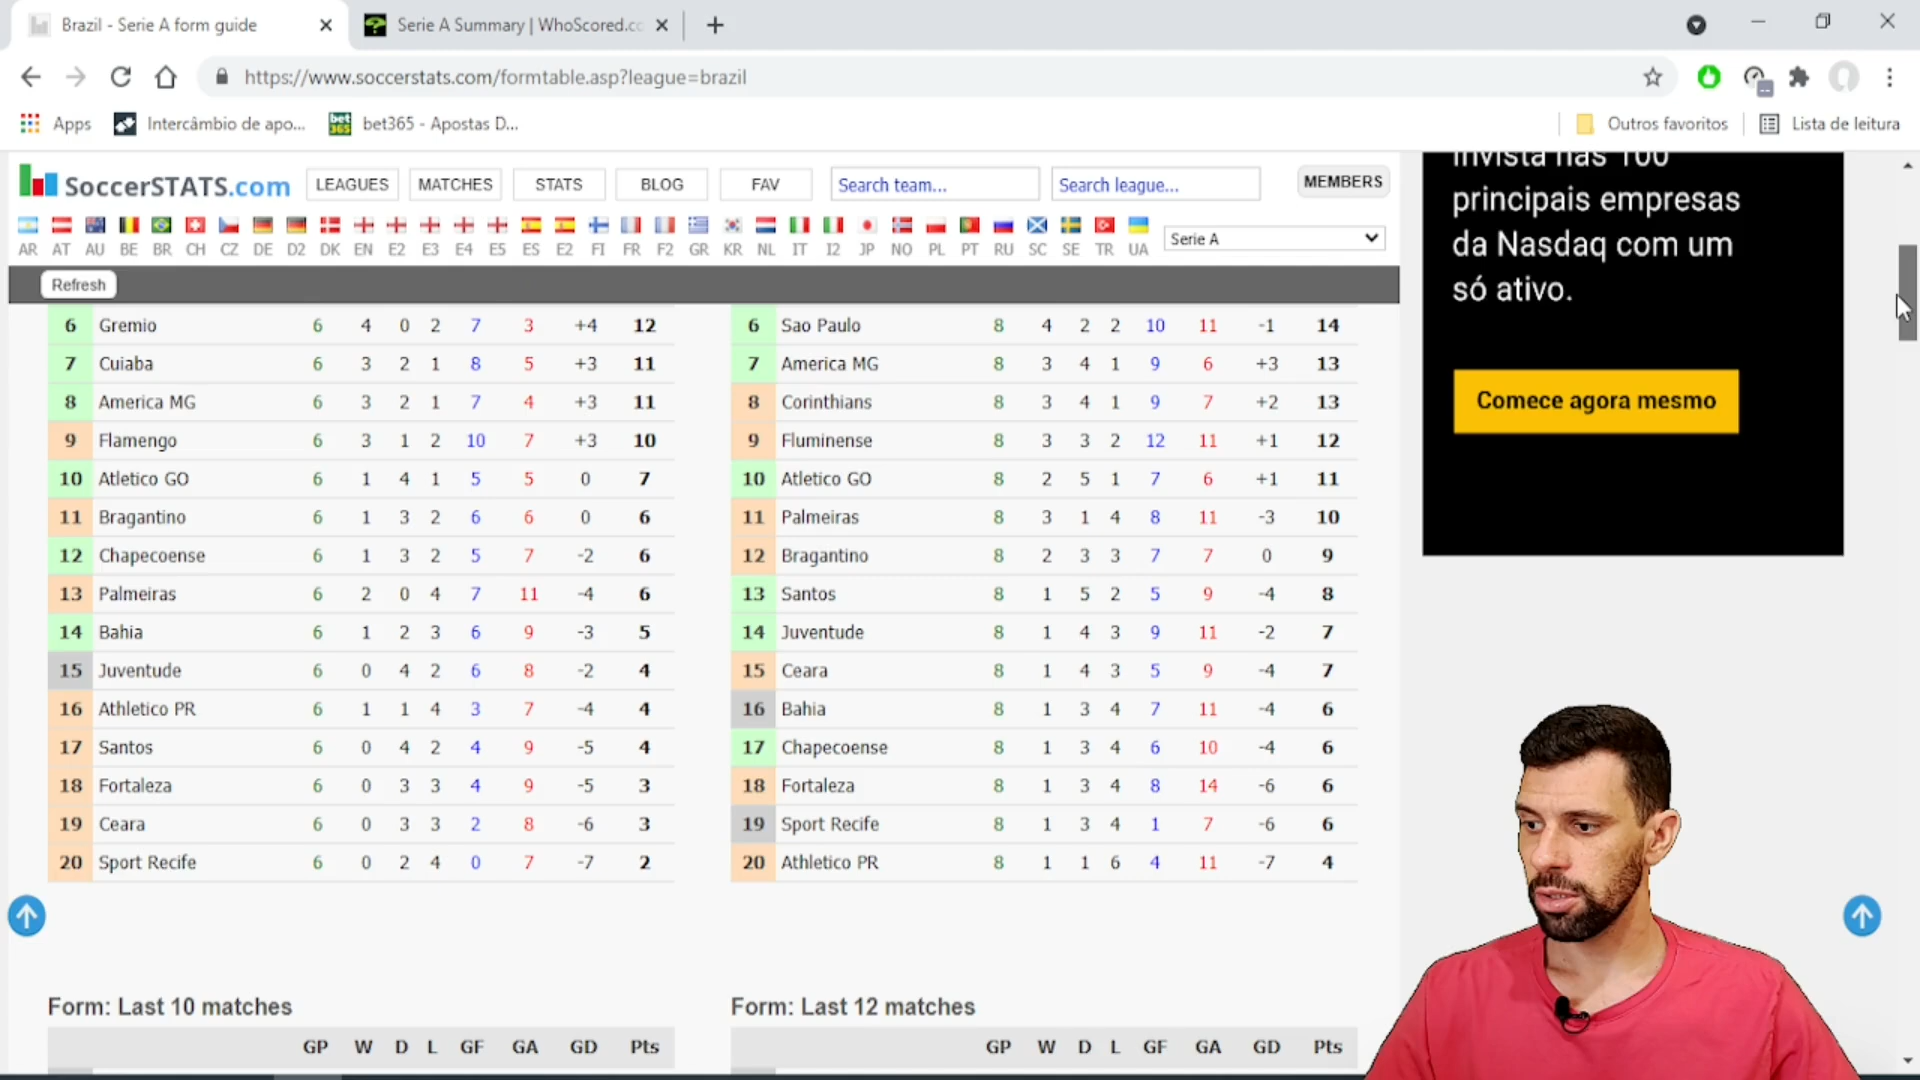 Brazil - Serie A form guide
Serie A Summary | WhoScored.co
https://www.soccerstats.com/formtable.asp?league=brazil
Apps Intercâmbio de apo... bet365 - Apostas D... Outros favoritos Lista de leitura
SoccerSTATS.com LEAGUES MATCHES STATS BLOG FAV Search team... Search league... MEMBERS
AR AT AU BE BR CH CZ DE D2 DK EN E2 E3 E4 E5 ES E2 FI FR F2 GR KR NL IT I2 JP NO PL PT RU SC SE TR UA Serie A
Refresh
6 Gremio 6 4 0 2 7 3 +4 12
7 Cuiaba 6 3 2 1 8 5 +3 11
8 America MG 6 3 2 1 7 4 +3 11
9 Flamengo 6 3 1 2 10 7 +3 10
10 Atletico GO 6 1 4 1 5 5 0 7
11 Bragantino 6 1 3 2 6 6 0 6
12 Chapecoense 6 1 3 2 5 7 -2 6
13 Palmeiras 6 2 0 4 7 11 -4 6
14 Bahia 6 1 2 3 6 9 -3 5
15 Juventude 6 0 4 2 6 8 -2 4
16 Athletico PR 6 1 1 4 3 7 -4 4
17 Santos 6 0 4 2 4 9 -5 4
18 Fortaleza 6 0 3 3 4 9 -5 3
19 Ceara 6 0 3 3 2 8 -6 3
20 Sport Recife 6 0 2 4 0 7 -7 2
6 Sao Paulo 8 4 2 2 10 11 -1 14
7 America MG 8 3 4 1 9 6 +3 13
8 Corinthians 8 3 4 1 9 7 +2 13
9 Fluminense 8 3 3 2 12 11 +1 12
10 Atletico GO 8 2 5 1 7 6 +1 11
11 Palmeiras 8 3 1 4 8 11 -3 10
12 Bragantino 8 2 3 3 7 7 0 9
13 Santos 8 1 5 2 5 9 -4 8
14 Juventude 8 1 4 3 9 11 -2 7
15 Ceara 8 1 4 3 5 9 -4 7
16 Bahia 8 1 3 4 7 11 -4 6
17 Chapecoense 8 1 3 4 6 10 -4 6
18 Fortaleza 8 1 3 4 8 14 -6 6
19 Sport Recife 8 1 3 4 1 7 -6 6
20 Athletico PR 8 1 1 6 4 11 -7 4
Form: Last 10 matches
GP W D L GF GA GD Pts
Form: Last 12 matches
GP W D L GF GA GD Pts
Invista nas 100
principais empresas
da Nasdaq com um
só ativo.
Comece agora mesmo